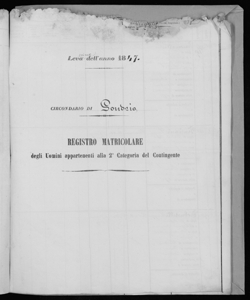 Leva dell'anno 1847.
CIRCONDARIO DI Sondrio
REGISTRO MATRICOLARE
degli Uomini appartenenti alla 2ª Categoria del Contingente